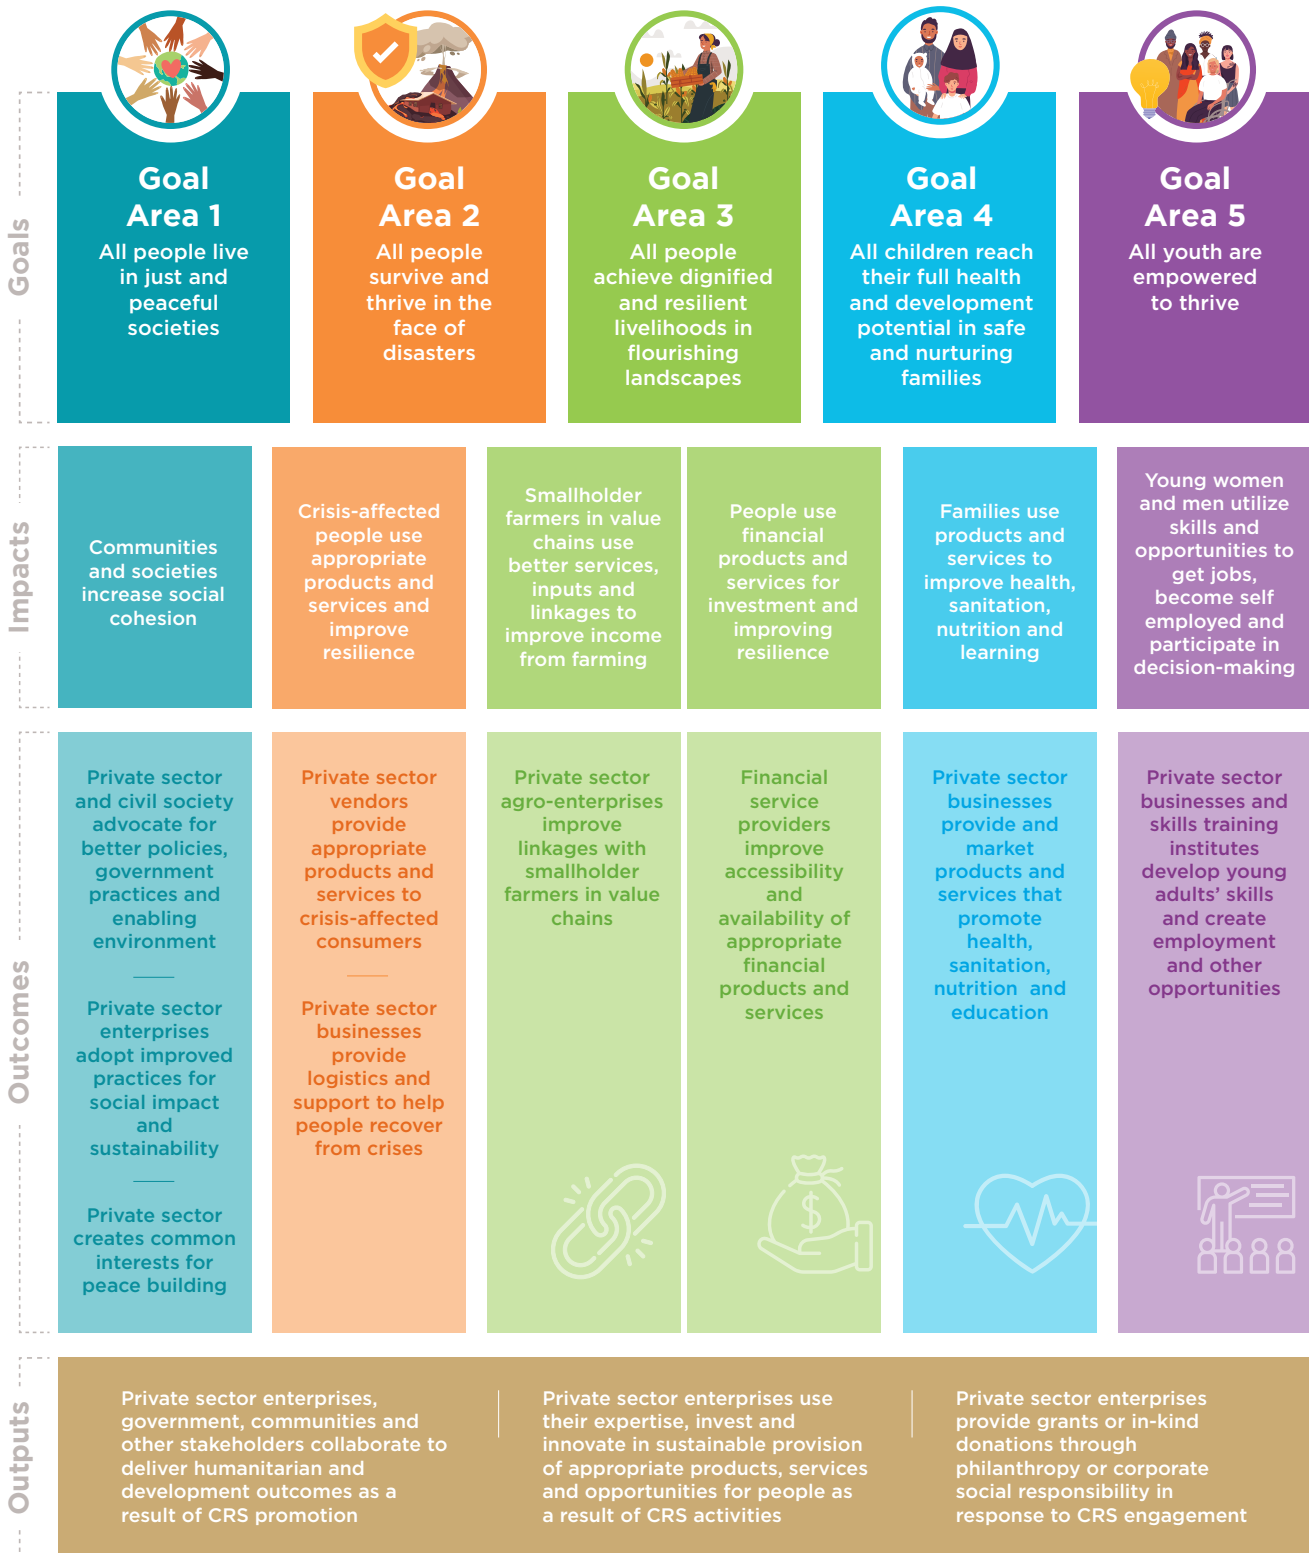 Goals
Goal
Area 1
All people live
in just and
peaceful
societies
Goal
Area 2
All people
survive and
thrive in the
face of
disasters
Goal
Area 3
All people
achieve dignified
and resilient
livelihoods in
flourishing
landscapes
Goal
Area 4
All children reach
their full health
and development
potential in safe
and nurturing
families
Goal
Area 5
All youth are
empowered
to thrive
Impacts
Communities
and societies
increase social
cohesion
Crisis-affected
people use
appropriate
products and
services and
improve
resilience
Smallholder
farmers in value
chains use
better services,
inputs and
linkages to
improve income
from farming
People use
financial
products and
services for
investment and
improving
resilience
Families use
products and
services to
improve health,
sanitation,
nutrition and
learning
Young women
and men utilize
skills and
opportunities to
get jobs,
become self
employed and
participate in
decision-making
Outcomes
Private sector
and civil society
advocate for
better policies,
government
practices and
enabling
environment
Private sector
enterprises
adopt improved
practices for
social impact
and
sustainability
Private sector
creates common
interests for
peace building
Private sector
vendors
provide
appropriate
products and
services to
crisis-affected
consumers
Private sector
businesses
provide
logistics and
support to help
people recover
from crises
Private sector
agro-enterprises
improve
linkages with
smallholder
farmers in value
chains
Financial
service
providers
improve
accessibility
and
availability of
appropriate
financial
products and
services
$
Private sector
businesses
provide and
market
products and
services that
promote
health,
sanitation,
nutrition and
education
Private sector
businesses and
skills training
institutes
develop young
adults’ skills
and create
employment
and other
opportunities
Outputs
Private sector enterprises,
government, communities and
other stakeholders collaborate to
deliver humanitarian and
development outcomes as a
result of CRS promotion
Private sector enterprises use
their expertise, invest and
innovate in sustainable provision
of appropriate products, services
and opportunities for people as
a result of CRS activities
Private sector enterprises
provide grants or in-kind
donations through
philanthropy or corporate
social responsibility in
response to CRS engagement